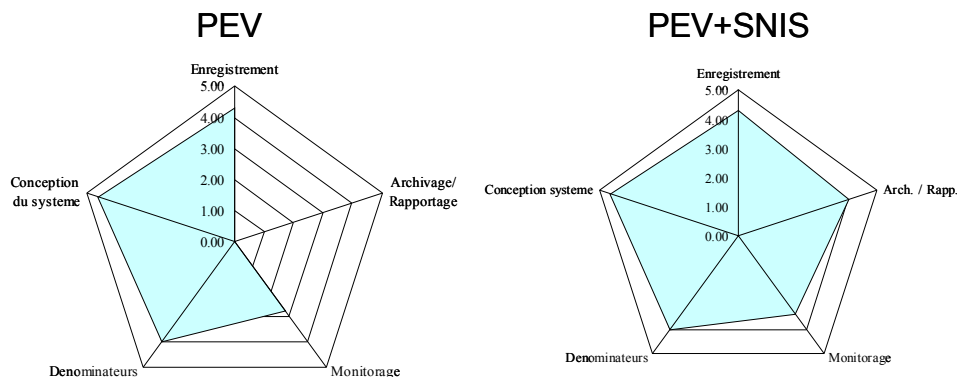 PEV
Enregistrement
5.00
4.00
3.00
2.00
1.00
0.00
Conception
du systeme
Archivage/
Rapportage
Denominateurs
Monitorage
PEV+SNIS
Enregistrement
5.00
4.00
3.00
2.00
1.00
0.00
Conception systeme
Arch. / Rapp.
Denominateurs
Monitorage